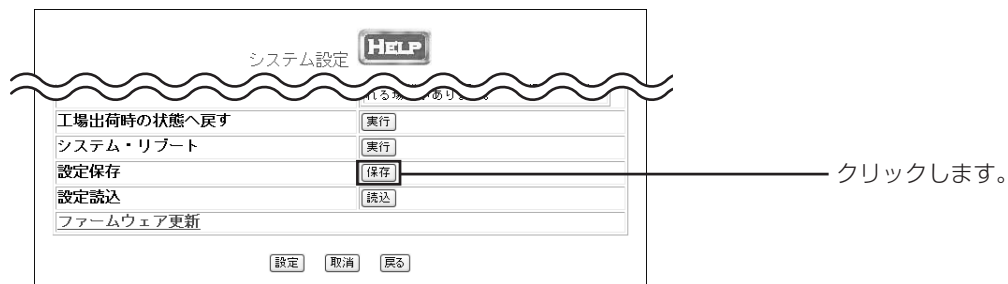 システム設定 HELP
工場出荷時の状態へ戻す 実行
システム・リブート 実行
設定保存 保存
クリックします。
設定読込 読込
ファームウェア更新
設定 取消 戻る